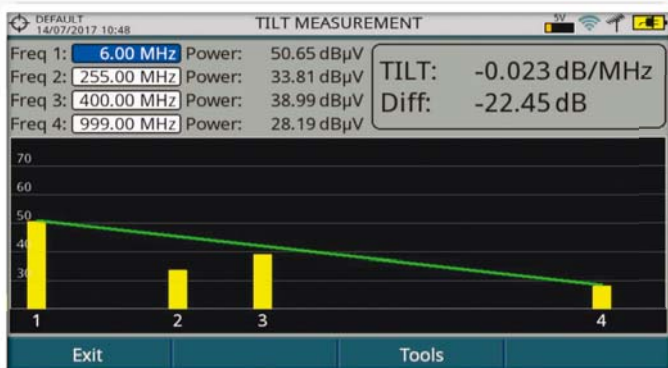 DEFAULT
14/07/2017 10:48
TILT MEASUREMENT
5V
Freq 1: 6.00 MHz Power: 50.65 dBµV
Freq 2: 255.00 MHz Power: 33.81 dBµV
Freq 3: 400.00 MHz Power: 38.99 dBµV
Freq 4: 999.00 MHz Power: 28.19 dBµV
TILT: -0.023 dB/MHz
Diff: -22.45 dB
70
60
50
40
30
1 2 3 4
Exit Tools